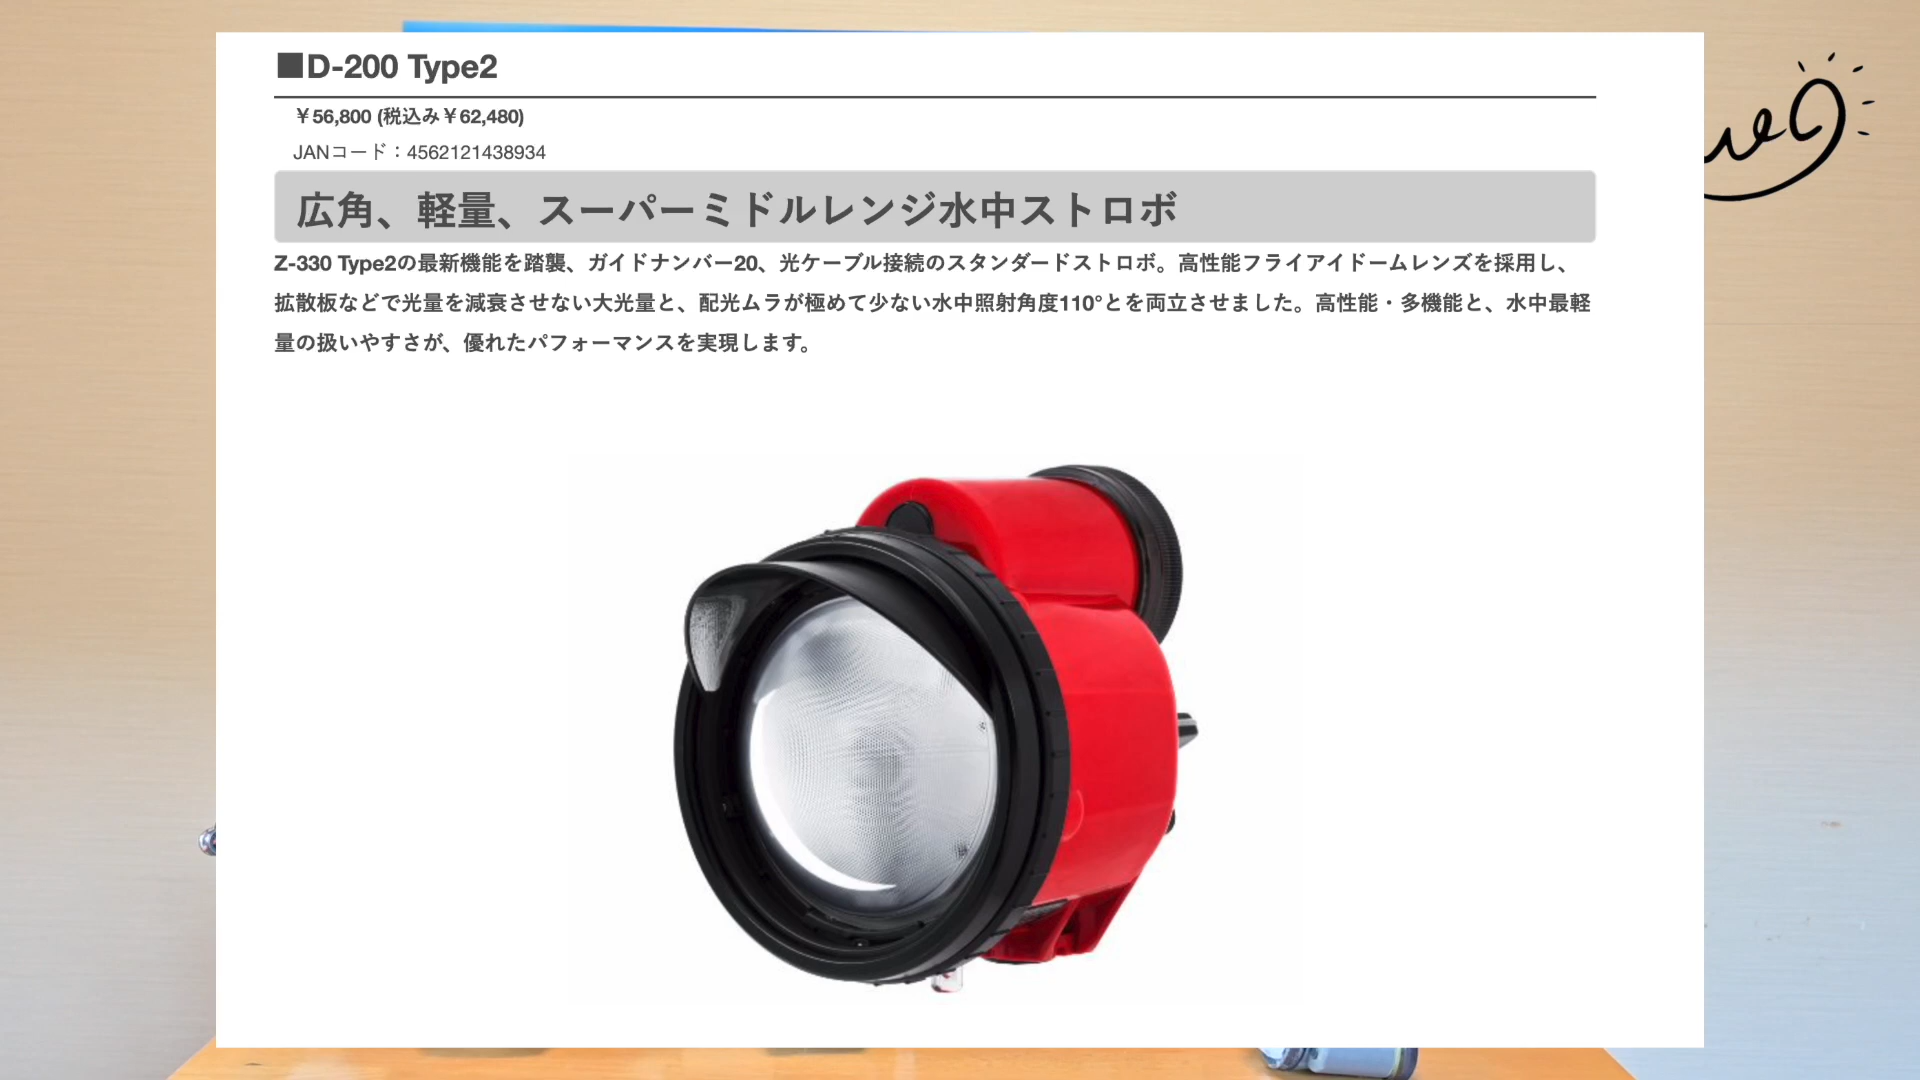 ■D-200 Type2
￥56,800 (税込み￥62,480)
JANコード：4562121438934
広角、軽量、スーパーミドルレンジ水中ストロボ
Z-330 Type2の最新機能を踏襲、ガイドナンバー20、光ケーブル接続のスタンダードストロボ。高性能フライアイドームレンズを採用し、
拡散板などで光量を減衰させない大光量と、配光ムラが極めて少ない水中照射角度110°とを両立させました。高性能・多機能と、水中最軽
量の扱いやすさが、優れたパフォーマンスを実現します。